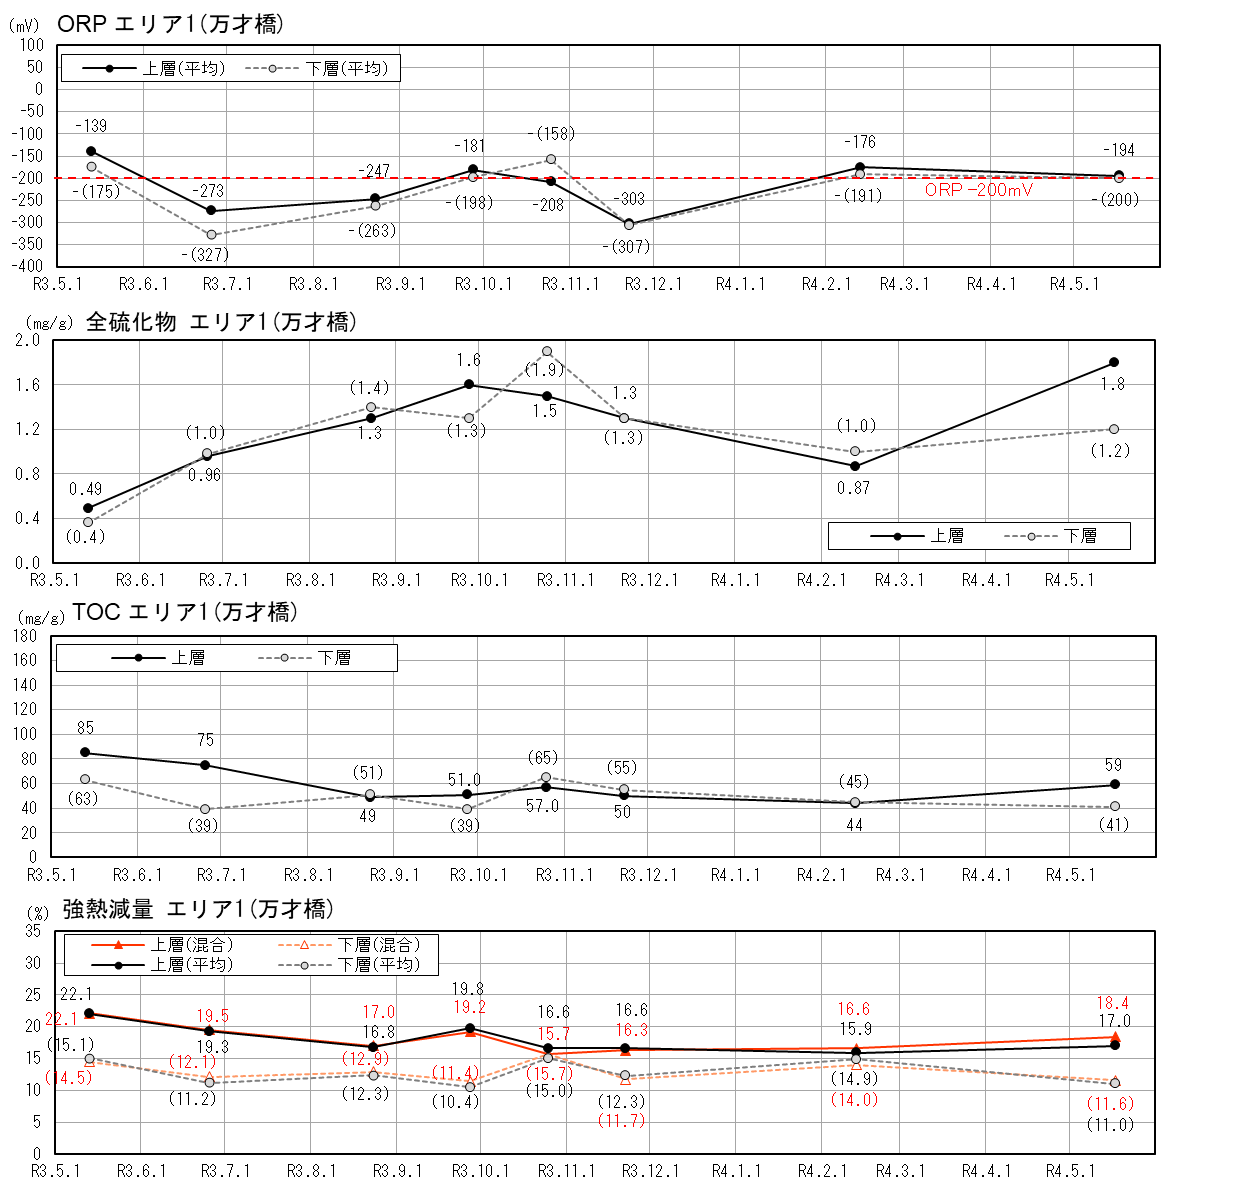 (mV) ORP エリア1(万才橋)
100
上層(平均) 下層(平均)
50
0
-50
-100
-150
-200
-250
-300
-350
-400
-139 -(175) -273 -(327) -247 -(263) -181 -(198) -(158) -208 -303 -(307) -176 -(191) -194 -(200)
ORP -200mV
R3.5.1 R3.6.1 R3.7.1 R3.8.1 R3.9.1 R3.10.1 R3.11.1 R3.12.1 R4.1.1 R4.2.1 R4.3.1 R4.4.1 R4.5.1
(mg/g) 全硫化物 エリア1(万才橋)
2.0
1.6
1.2
0.8
0.4
0.0
0.49 (0.4) (1.0) 0.96 (1.4) 1.3 1.6 (1.3) (1.9) 1.5 1.3 (1.3) (1.0) 0.87 1.8 (1.2)
上層 下層
R3.5.1 R3.6.1 R3.7.1 R3.8.1 R3.9.1 R3.10.1 R3.11.1 R3.12.1 R4.1.1 R4.2.1 R4.3.1 R4.4.1 R4.5.1
(mg/g) TOC エリア1(万才橋)
180
上層 下層
160
140
120
100
80
60
40
20
0
85 (63) 75 (39) (51) 49 51.0 (39) (65) 57.0 (55) 50 (45) 44 59 (41)
R3.5.1 R3.6.1 R3.7.1 R3.8.1 R3.9.1 R3.10.1 R3.11.1 R3.12.1 R4.1.1 R4.2.1 R4.3.1 R4.4.1 R4.5.1
(%) 強熱減量 エリア1(万才橋)
35
上層(混合) 下層(混合)
上層(平均) 下層(平均)
30
25
20
15
10
5
0
22.1 22.1 (15.1) (14.5) 19.5 19.3 (12.1) (11.2) 17.0 16.8 (12.9) (12.3) 19.8 19.2 (11.4) (10.4) 16.6 15.7 (15.7) (15.0) 16.6 16.3 (12.3) (11.7) 16.6 15.9 (14.9) (14.0) 18.4 17.0 (11.6) (11.0)
R3.5.1 R3.6.1 R3.7.1 R3.8.1 R3.9.1 R3.10.1 R3.11.1 R3.12.1 R4.1.1 R4.2.1 R4.3.1 R4.4.1 R4.5.1